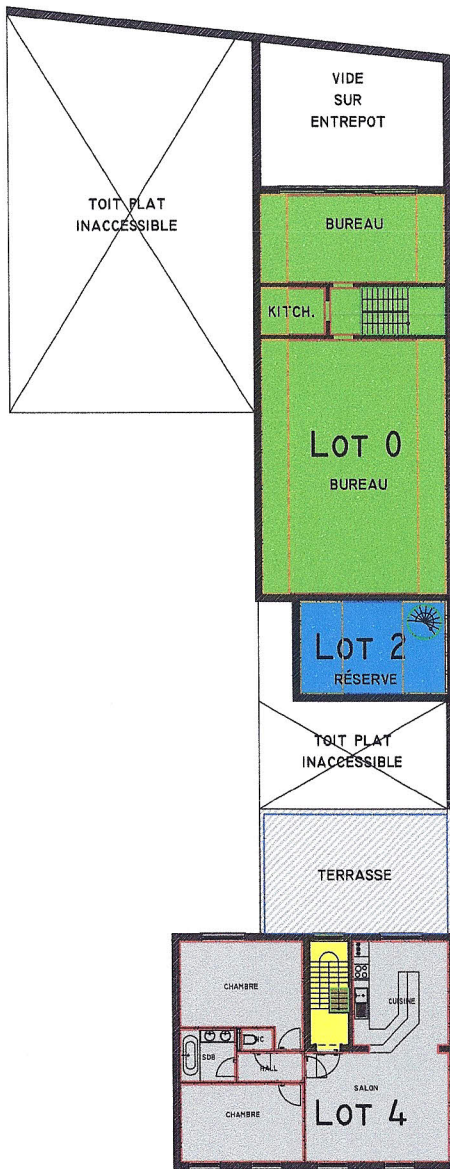 VIDE
SUR
ENTREPOT
TOIT PLAT
INACCESSIBLE
BUREAU
KITCH.
LOT 0
BUREAU
LOT 2
RÉSERVE
TOIT PLAT
INACCESSIBLE
TERRASSE
CHAMBRE
CUISINE
WC
SDB
HALL
SALON
CHAMBRE
LOT 4